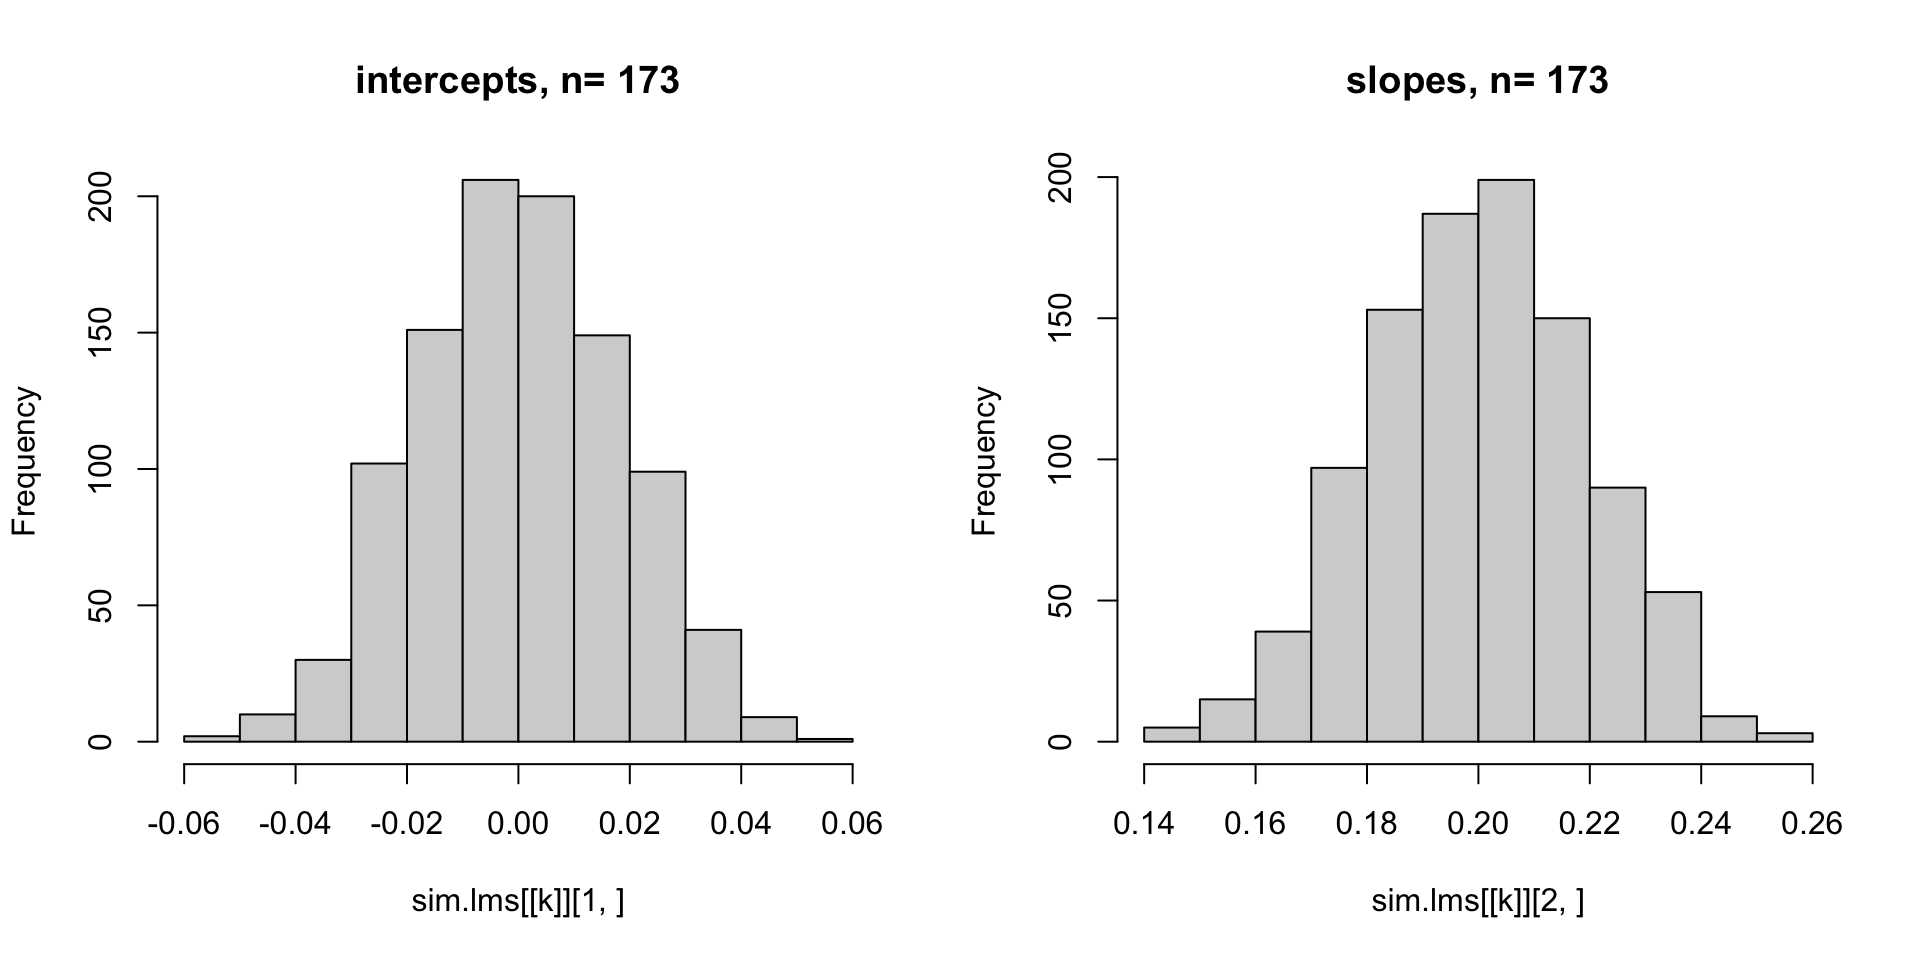 intercepts, n= 173
Frequency
0
50
100
150
200
-0.06 -0.04 -0.02 0.00 0.02 0.04 0.06
sim.lms[[k]][1, ]
slopes, n= 173
Frequency
0
50
100
150
200
0.14 0.16 0.18 0.20 0.22 0.24 0.26
sim.lms[[k]][2, ]